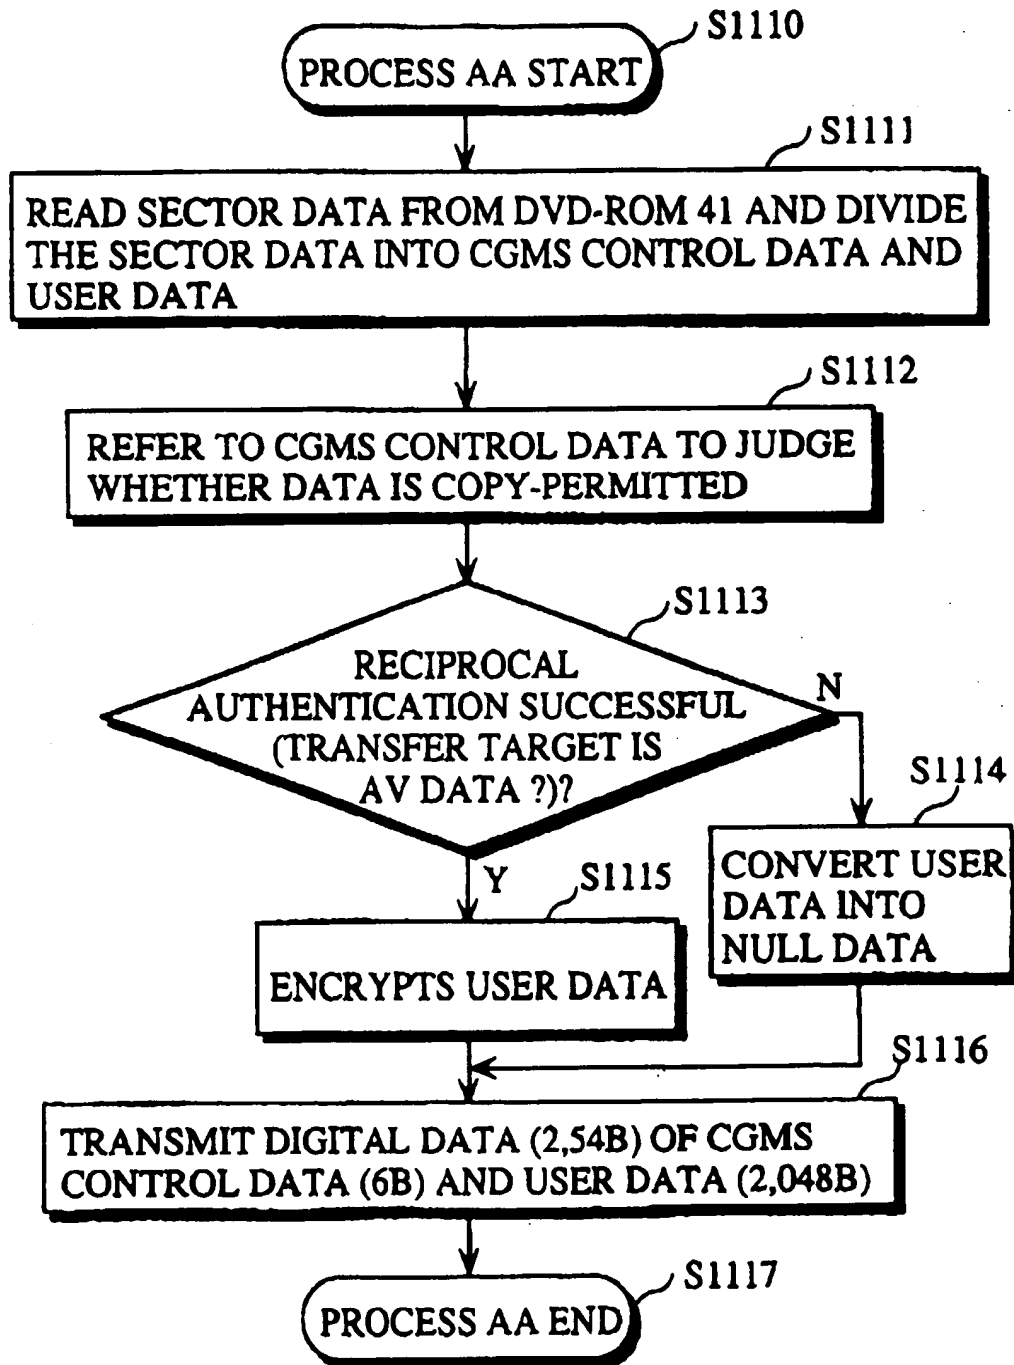 S1110
PROCESS AA START
S1111
READ SECTOR DATA FROM DVD-ROM 41 AND DIVIDE
THE SECTOR DATA INTO CGMS CONTROL DATA AND
USER DATA
S1112
REFER TO CGMS CONTROL DATA TO JUDGE
WHETHER DATA IS COPY-PERMITTED
S1113
RECIPROCAL
AUTHENTICATION SUCCESSFUL
(TRANSFER TARGET IS
AV DATA ?)?
N
S1114
CONVERT USER
DATA INTO
NULL DATA
Y
S1115
ENCRYPTS USER DATA
S1116
TRANSMIT DIGITAL DATA (2,54B) OF CGMS
CONTROL DATA (6B) AND USER DATA (2,048B)
S1117
PROCESS AA END